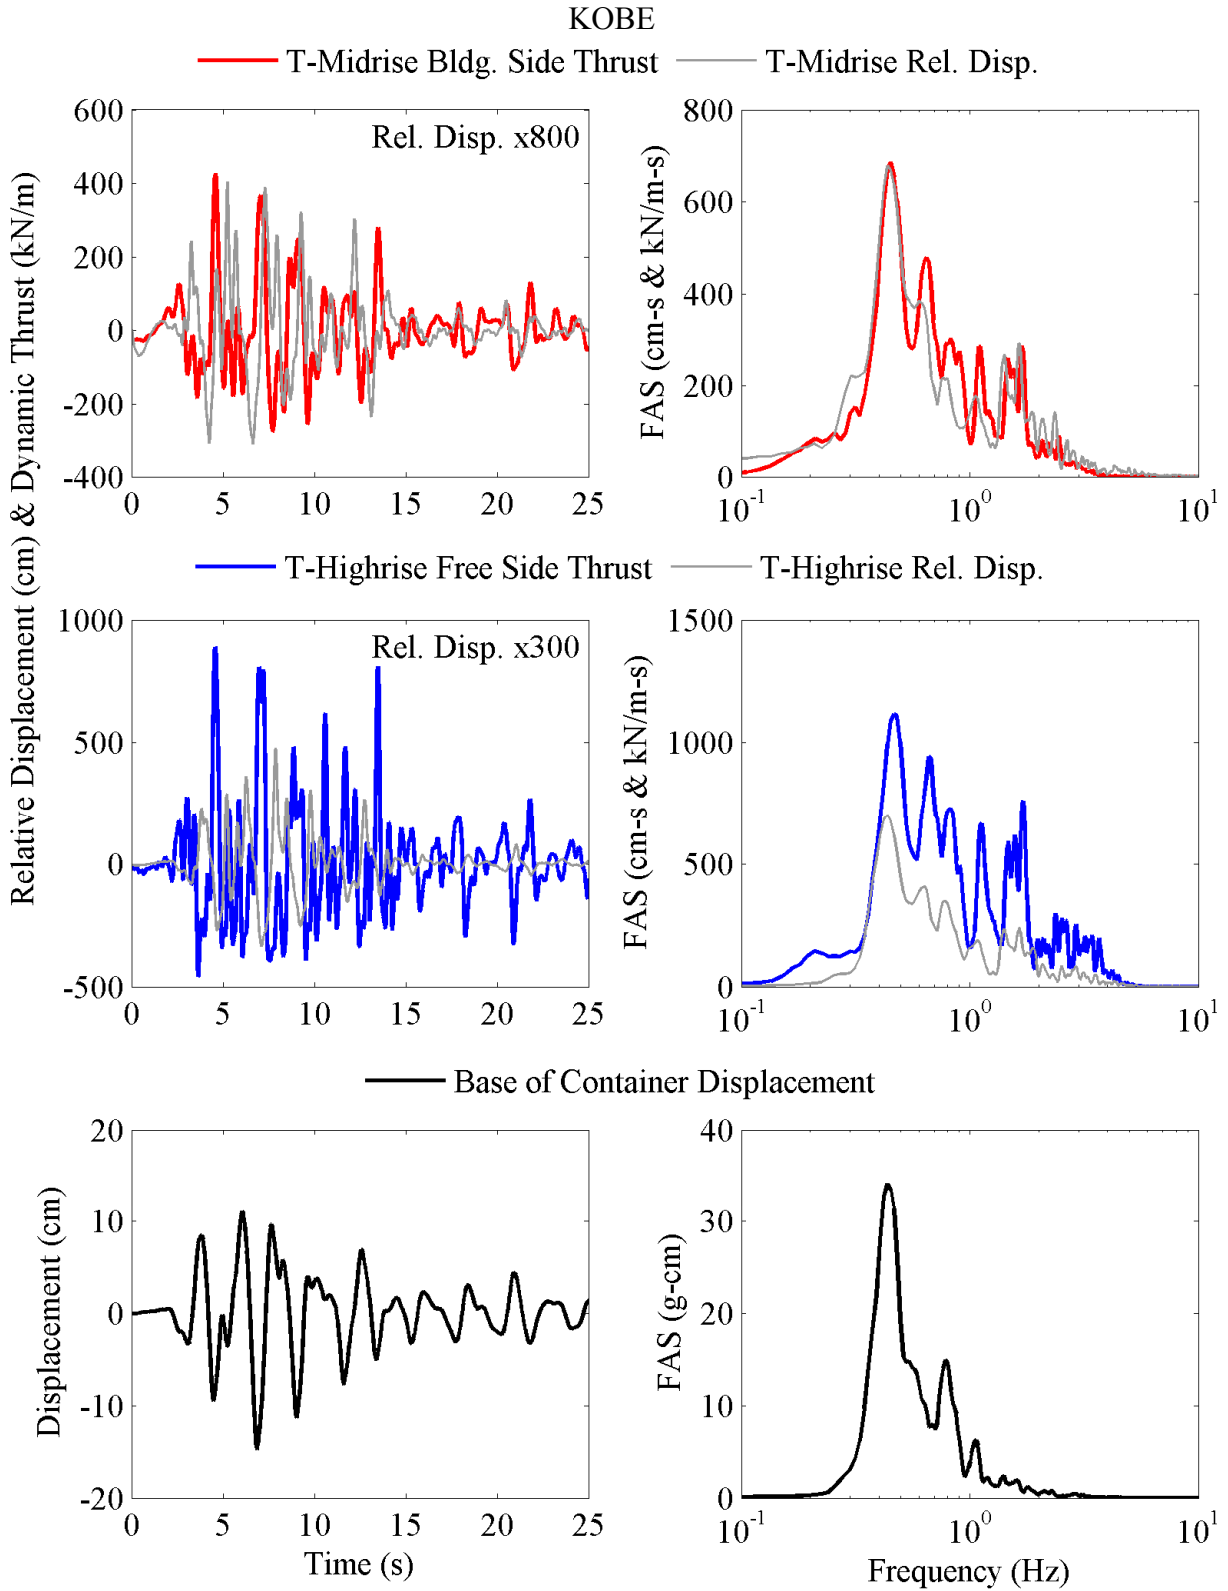 KOBE
T-Midrise Bldg. Side Thrust T-Midrise Rel. Disp.
Relative Displacement (cm) & Dynamic Thrust (kN/m)
600
400
200
0
-200
-400
Rel. Disp. x800
0 5 10 15 20 25
FAS (cm-s & kN/m-s)
800
600
400
200
0
10^-1 10^0 10^1
T-Highrise Free Side Thrust T-Highrise Rel. Disp.
1000
500
0
-500
Rel. Disp. x300
0 5 10 15 20 25
FAS (cm-s & kN/m-s)
1500
1000
500
0
10^-1 10^0 10^1
Base of Container Displacement
Displacement (cm)
20
10
0
-10
-20
0 5 10 15 20 25
Time (s)
FAS (g-cm)
40
30
20
10
0
10^-1 10^0 10^1
Frequency (Hz)